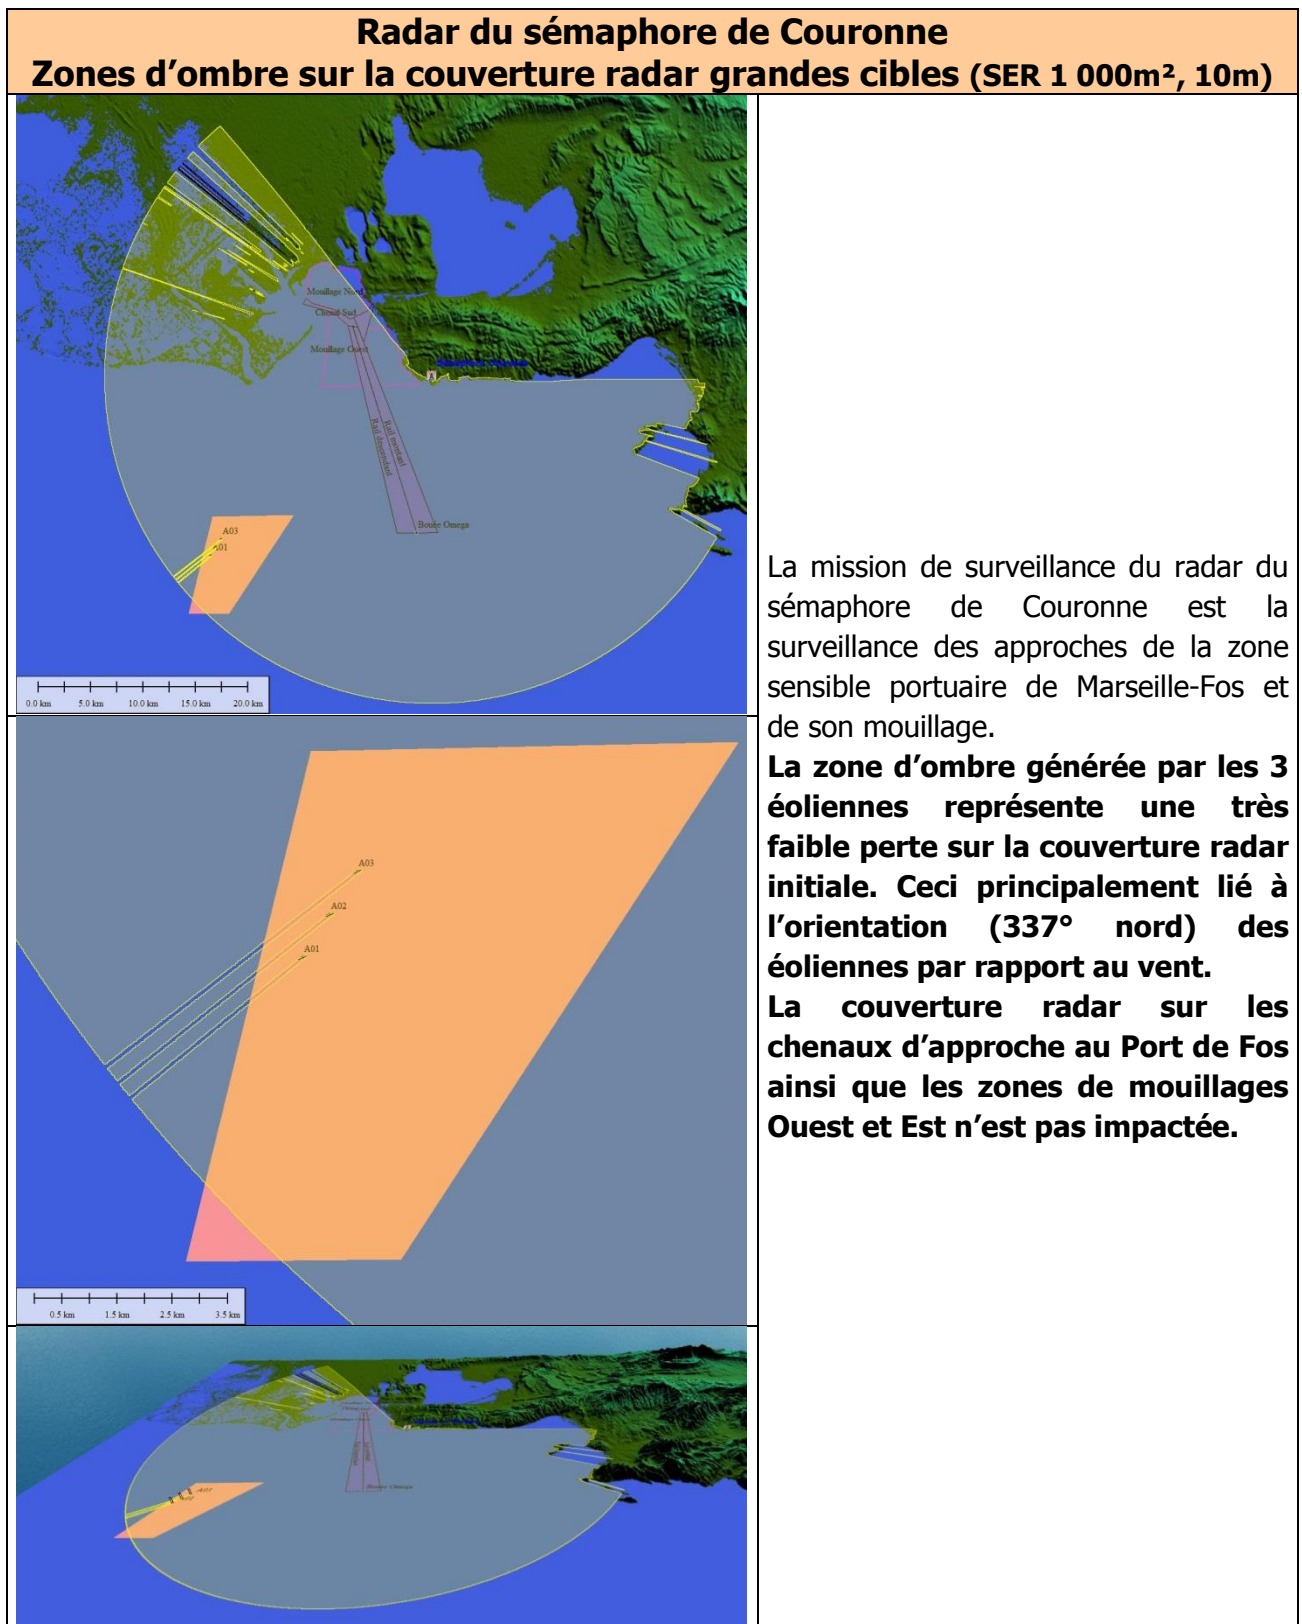 Radar du sémaphore de Couronne
Zones d’ombre sur la couverture radar grandes cibles (SER 1 000m², 10m)
Mouillage Nord
Chenal Sud
Mouillage Ouest
A
Rail montant
Rail descendant
Bouée Omega
A03
A01
0.0 km 5.0 km 10.0 km 15.0 km 20.0 km
A03
A02
A01
0.5 km 1.5 km 2.5 km 3.5 km
La mission de surveillance du radar du
sémaphore de Couronne est la
surveillance des approches de la zone
sensible portuaire de Marseille-Fos et
de son mouillage.
La zone d’ombre générée par les 3
éoliennes représente une très
faible perte sur la couverture radar
initiale. Ceci principalement lié à
l’orientation (337° nord) des
éoliennes par rapport au vent.
La couverture radar sur les
chenaux d’approche au Port de Fos
ainsi que les zones de mouillages
Ouest et Est n’est pas impactée.